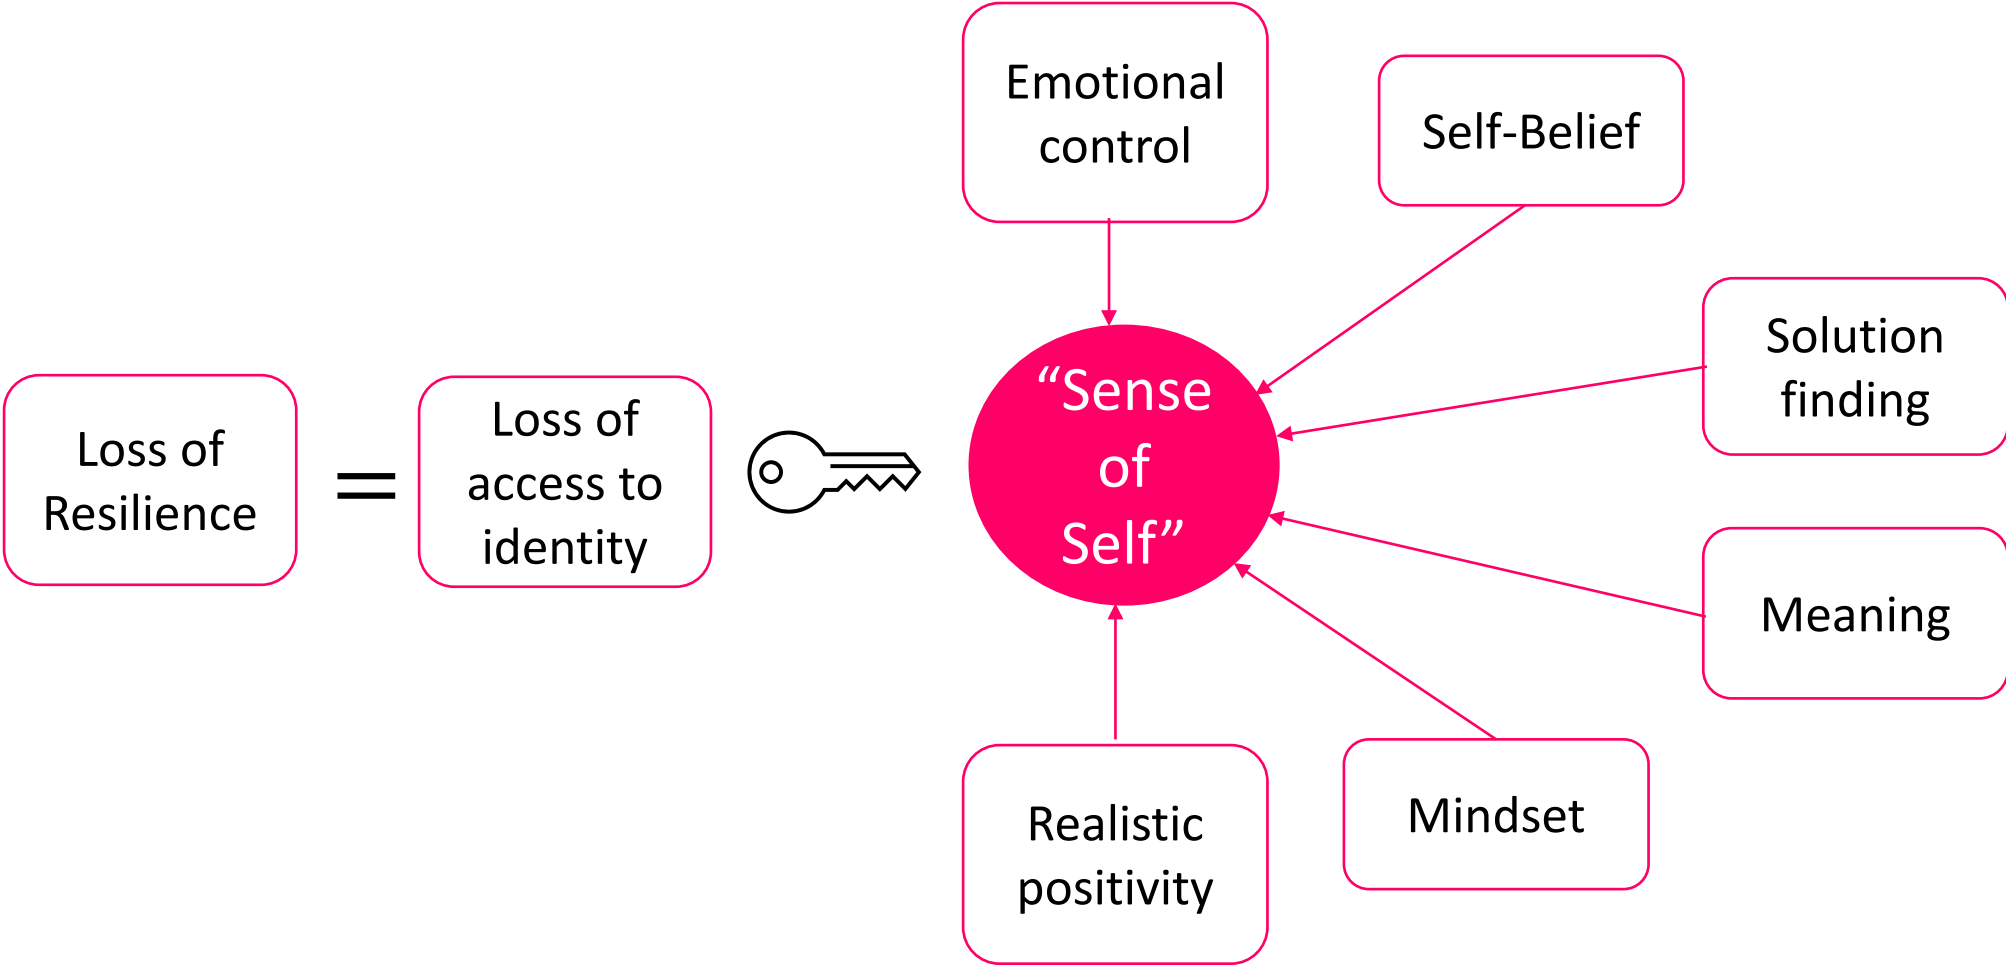 Loss of
Resilience
=
Loss of
access to
identity
“Sense
of
Self”
Emotional
control
Self-Belief
Solution
finding
Meaning
Mindset
Realistic
positivity